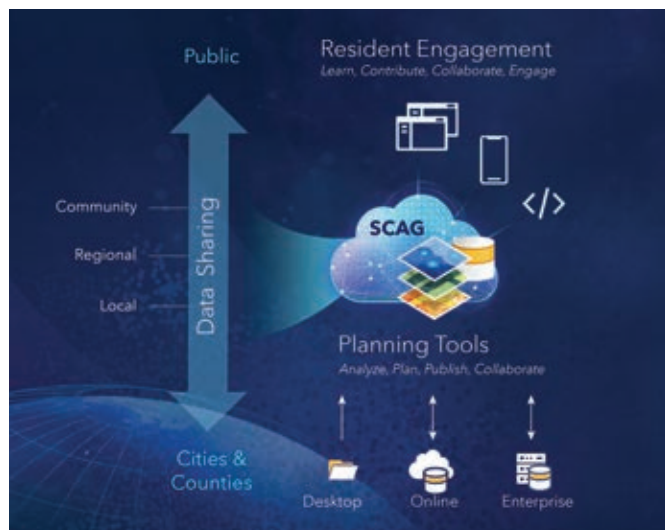 Public
Resident Engagement
Learn, Contribute, Collaborate, Engage
Community
Regional
Local
Data Sharing
</>
SCAG
Planning Tools
Analyze, Plan, Publish, Collaborate
Cities &
Counties
Desktop
Online
Enterprise